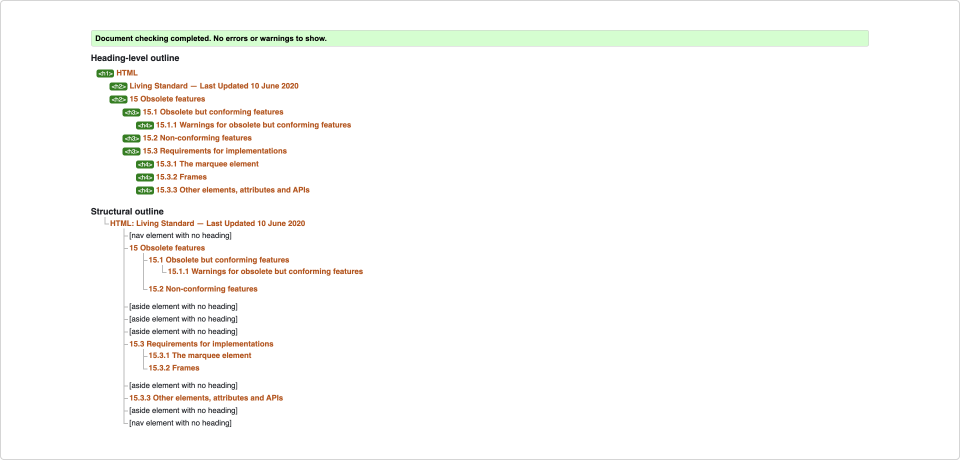 Document checking completed. No errors or warnings to show.
Heading-level outline
<h1> HTML
<h2> Living Standard — Last Updated 10 June 2020
<h2> 15 Obsolete features
<h3> 15.1 Obsolete but conforming features
<h4> 15.1.1 Warnings for obsolete but conforming features
<h3> 15.2 Non-conforming features
<h3> 15.3 Requirements for implementations
<h4> 15.3.1 The marquee element
<h4> 15.3.2 Frames
<h4> 15.3.3 Other elements, attributes and APIs
Structural outline
HTML: Living Standard — Last Updated 10 June 2020
[nav element with no heading]
15 Obsolete features
15.1 Obsolete but conforming features
15.1.1 Warnings for obsolete but conforming features
15.2 Non-conforming features
[aside element with no heading]
[aside element with no heading]
[aside element with no heading]
15.3 Requirements for implementations
15.3.1 The marquee element
15.3.2 Frames
[aside element with no heading]
15.3.3 Other elements, attributes and APIs
[aside element with no heading]
[nav element with no heading]